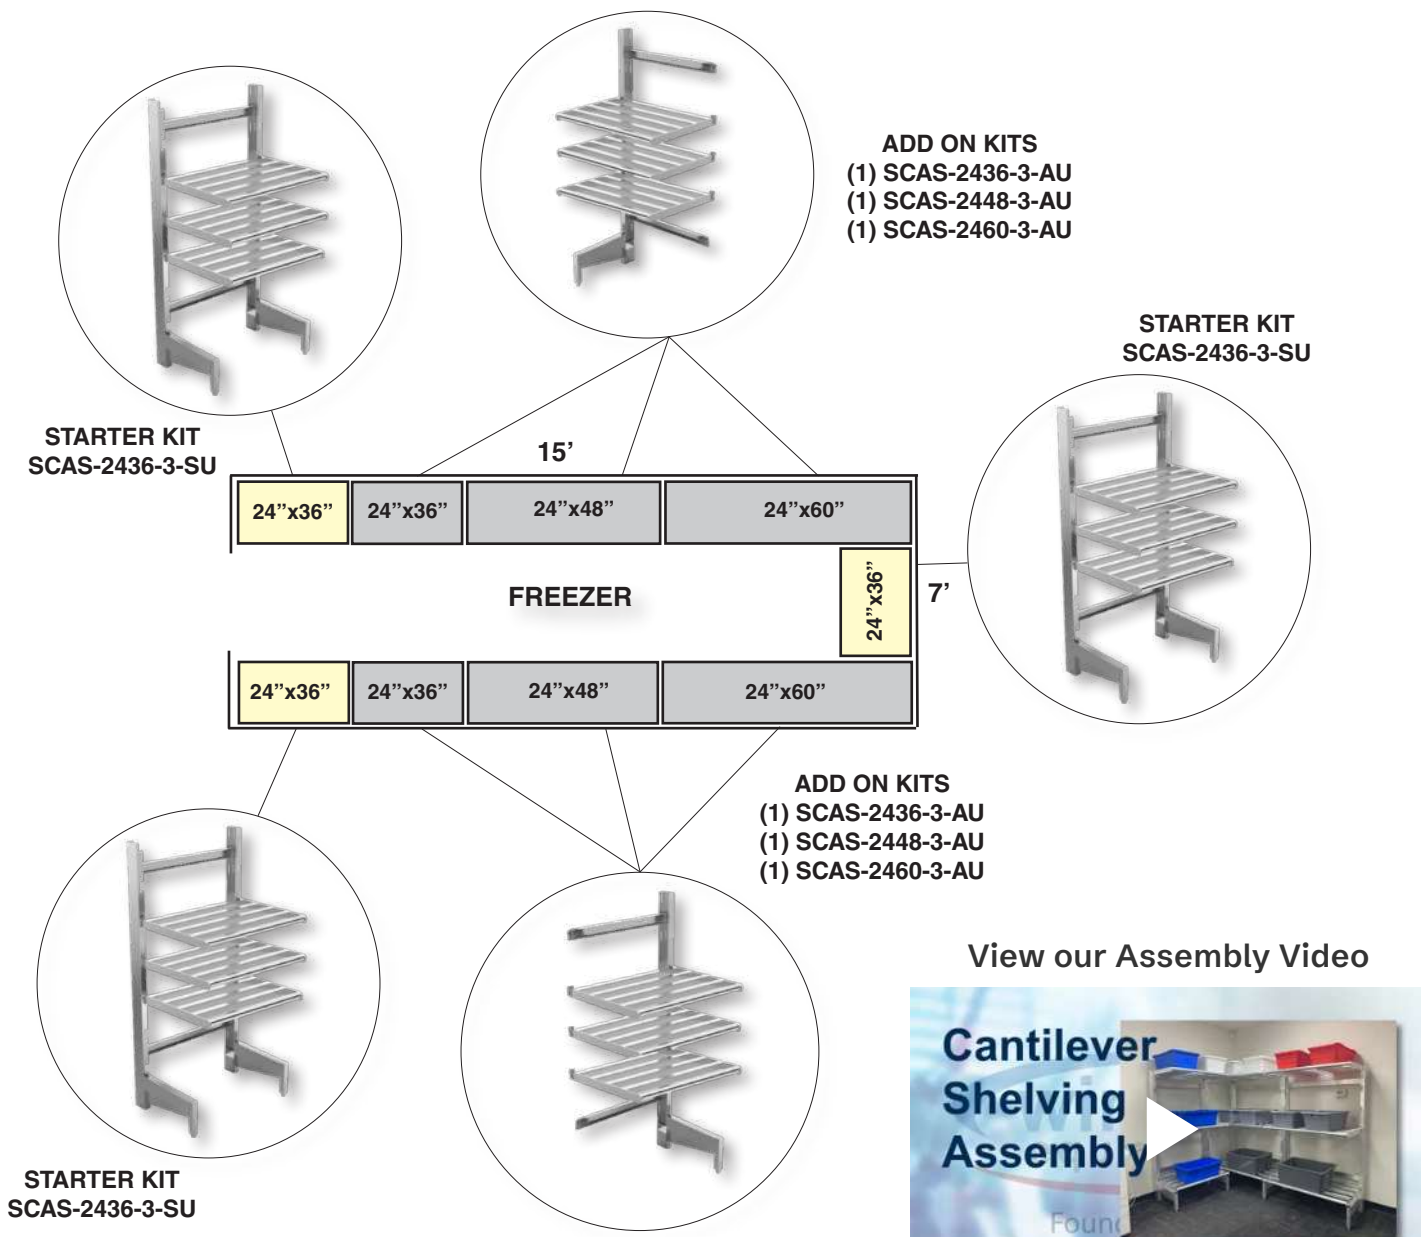 ADD ON KITS
(1) SCAS-2436-3-AU
(1) SCAS-2448-3-AU
(1) SCAS-2460-3-AU
STARTER KIT
SCAS-2436-3-SU
STARTER KIT
SCAS-2436-3-SU
15’
24”x36”
24”x36”
24”x48”
24”x60”
FREEZER
24”x36”
7’
24”x36”
24”x36”
24”x48”
24”x60”
ADD ON KITS
(1) SCAS-2436-3-AU
(1) SCAS-2448-3-AU
(1) SCAS-2460-3-AU
STARTER KIT
SCAS-2436-3-SU
View our Assembly Video
Cantilever
Shelving
Assembly